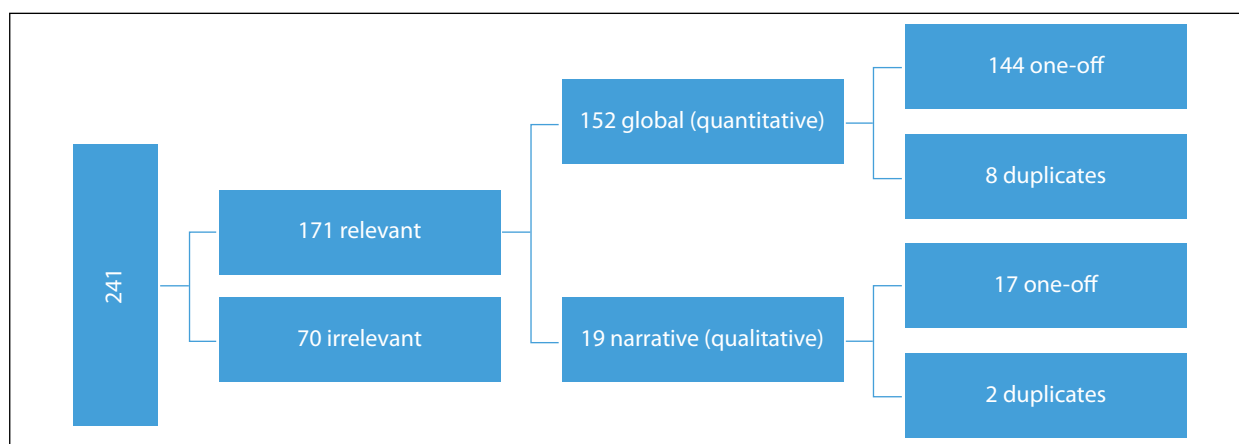 241
171 relevant
70 irrelevant
152 global (quantitative)
19 narrative (qualitative)
144 one-off
8 duplicates
17 one-off
2 duplicates